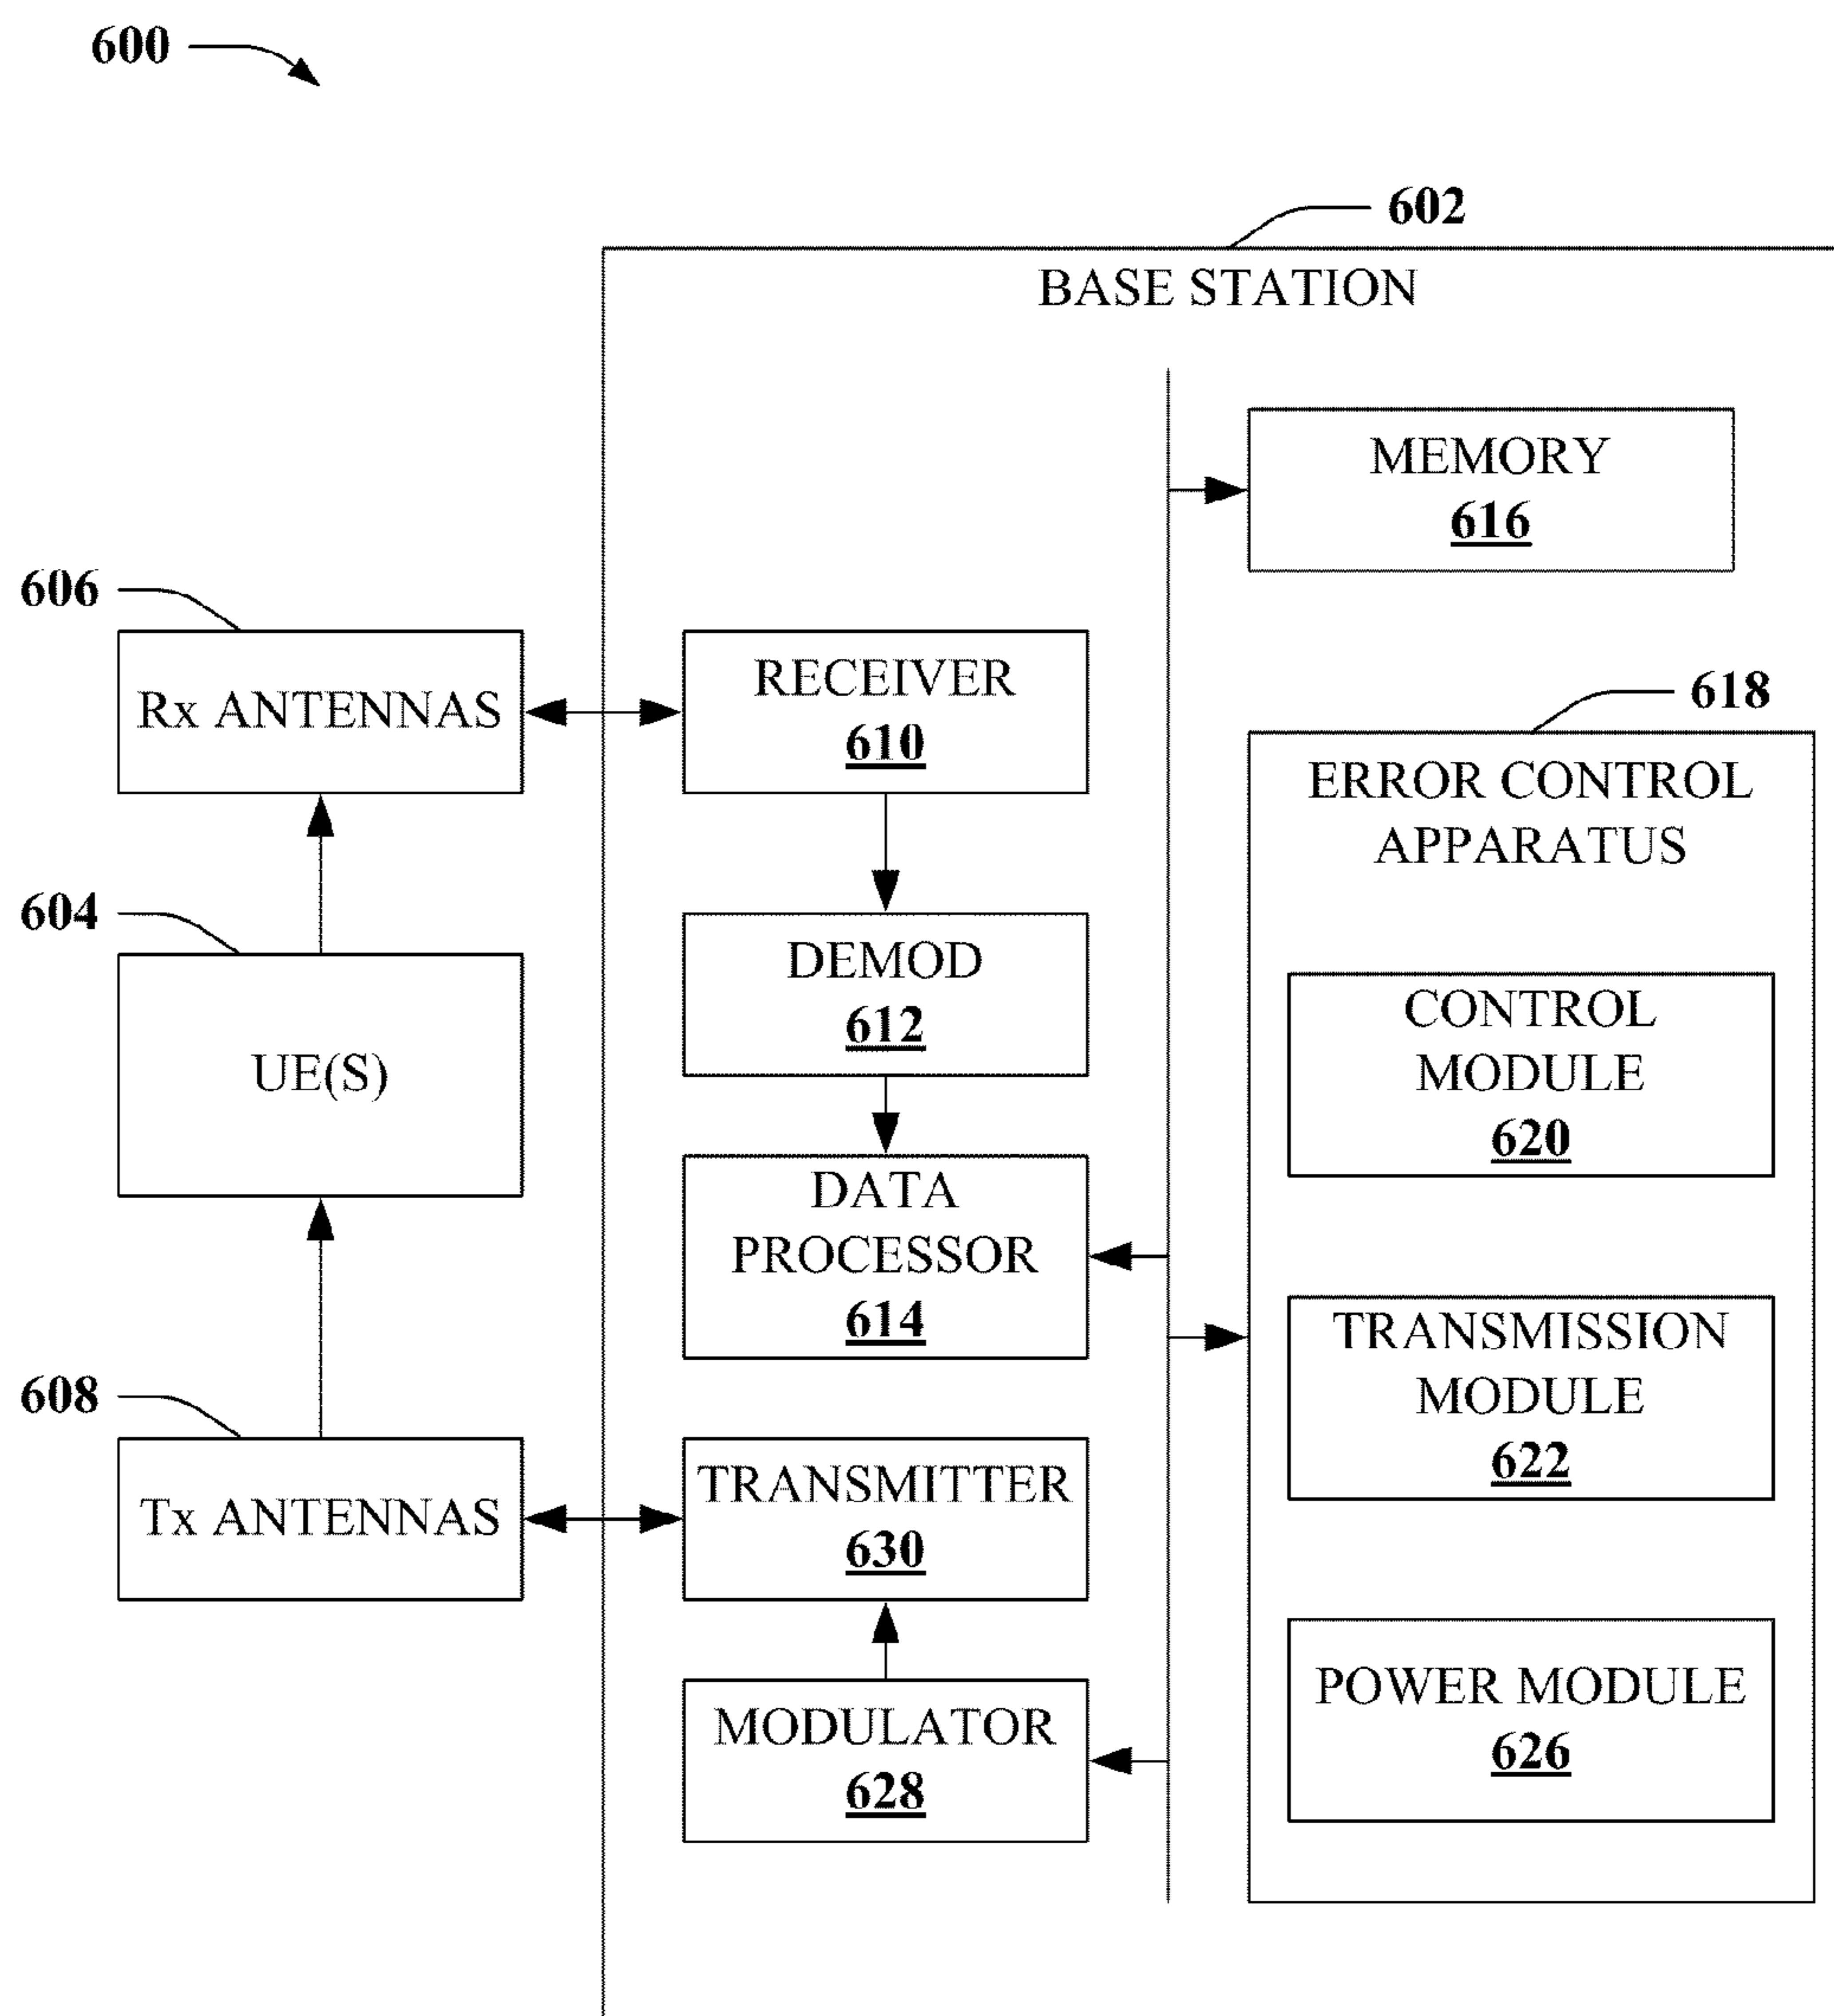 600
602
BASE STATION
MEMORY
616
606
Rx ANTENNAS
RECEIVER
610
618
ERROR CONTROL
APPARATUS
604
UE(S)
DEMOD
612
CONTROL
MODULE
620
DATA
PROCESSOR
614
TRANSMISSION
MODULE
622
608
Tx ANTENNAS
TRANSMITTER
630
POWER MODULE
626
MODULATOR
628